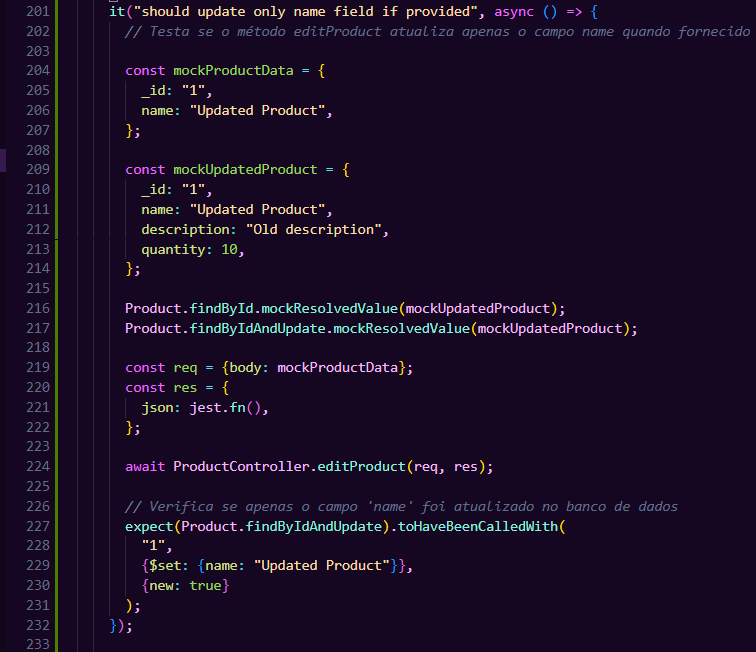 201 it("should update only name field if provided", async () => {
202 // Testa se o método editProduct atualiza apenas o campo name quando fornecido
203
204 const mockProductData = {
205 _id: "1",
206 name: "Updated Product",
207 };
208
209 const mockUpdatedProduct = {
210 _id: "1",
211 name: "Updated Product",
212 description: "Old description",
213 quantity: 10,
214 };
215
216 Product.findById.mockResolvedValue(mockUpdatedProduct);
217 Product.findByIdAndUpdate.mockResolvedValue(mockUpdatedProduct);
218
219 const req = {body: mockProductData};
220 const res = {
221 json: jest.fn(),
222 };
223
224 await ProductController.editProduct(req, res);
225
226 // Verifica se apenas o campo 'name' foi atualizado no banco de dados
227 expect(Product.findByIdAndUpdate).toHaveBeenCalledWith(
228 "1",
229 {$set: {name: "Updated Product"}},
230 {new: true}
231 );
232 });
233